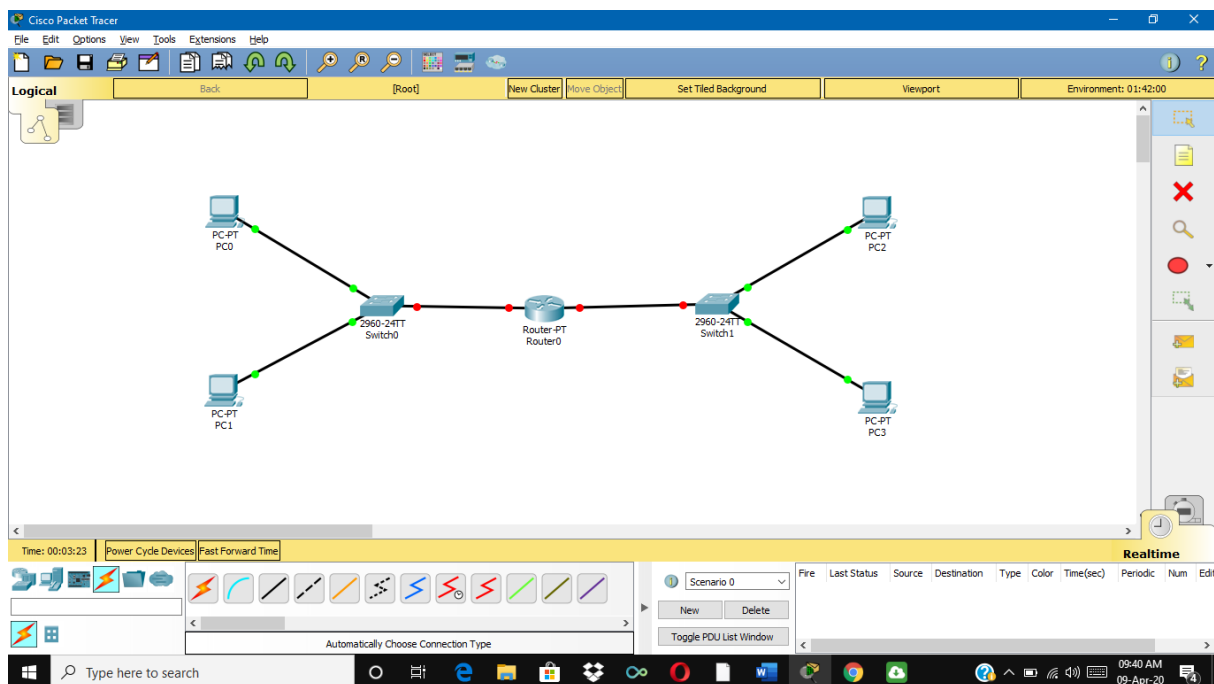 Cisco Packet Tracer
File Edit Options View Tools Extensions Help
Logical Back [Root] New Cluster Move Object Set Tiled Background Viewport Environment: 01:42:00
PC-PT
PC0
PC-PT
PC2
2960-24TT
Switch0
Router-PT
Router0
2960-24TT
Switch1
PC-PT
PC1
PC-PT
PC3
Time: 00:03:23 Power Cycle Devices Fast Forward Time Realtime
Scenario 0
New Delete
Toggle PDU List Window
Fire Last Status Source Destination Type Color Time(sec) Periodic Num Edit
Automatically Choose Connection Type
Type here to search
09:40 AM
09-Apr-20
4